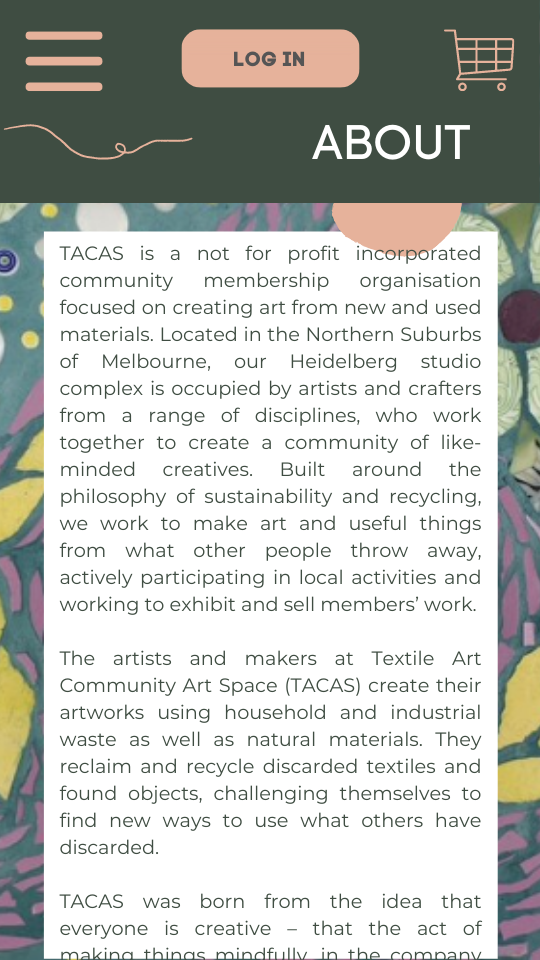 LOG IN
ABOUT
TACAS is a not for profit incorporated
community membership organisation
focused on creating art from new and used
materials. Located in the Northern Suburbs
of Melbourne, our Heidelberg studio
complex is occupied by artists and crafters
from a range of disciplines, who work
together to create a community of like-
minded creatives. Built around the
philosophy of sustainability and recycling,
we work to make art and useful things
from what other people throw away,
actively participating in local activities and
working to exhibit and sell members’ work.
The artists and makers at Textile Art
Community Art Space (TACAS) create their
artworks using household and industrial
waste as well as natural materials. They
reclaim and recycle discarded textiles and
found objects, challenging themselves to
find new ways to use what others have
discarded.
TACAS was born from the idea that
everyone is creative – that the act of
making things mindfully, in the company